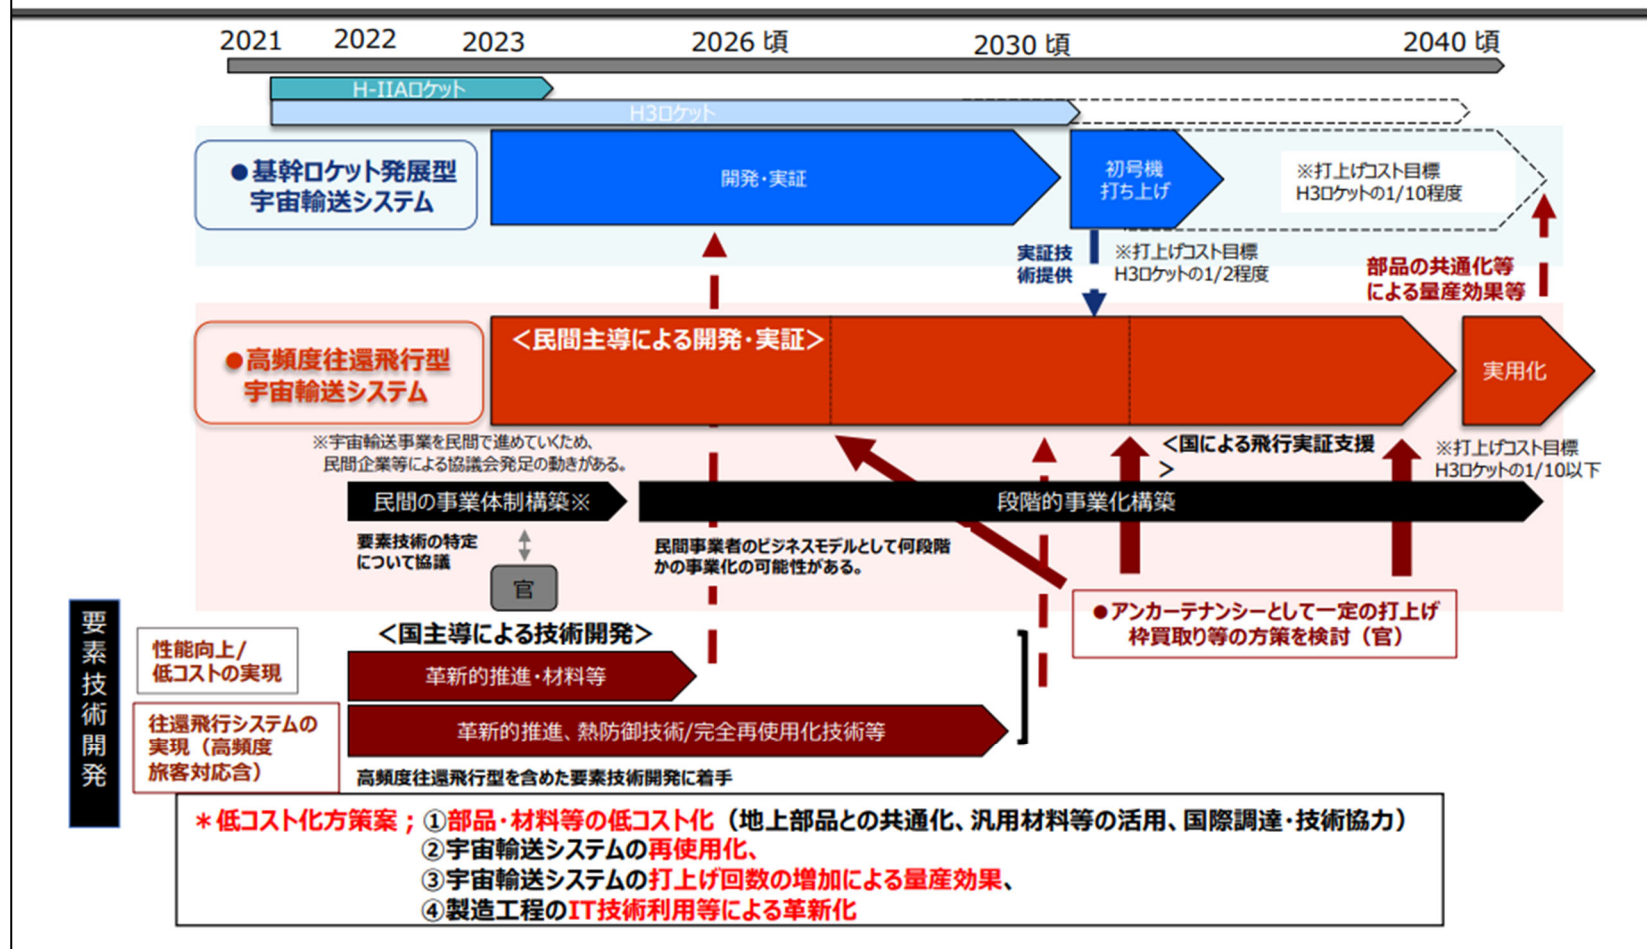 2021
2022
2023
2026 頃
2030 頃
2040 頃
H-IIAロケット
H3ロケット
●基幹ロケット発展型
宇宙輸送システム
開発・実証
初号機
打ち上げ
※打上げコスト目標
H3ロケットの1/10程度
実証技
術提供
※打上げコスト目標
H3ロケットの1/2程度
部品の共通化等
による量産効果等
●高頻度往還飛行型
宇宙輸送システム
＜民間主導による開発・実証＞
実用化
※宇宙輸送事業を民間で進めていくため、
民間企業等による協議会発足の動きがある。
＜国による飛行実証支援
＞
※打上げコスト目標
H3ロケットの1/10以下
民間の事業体制構築※
段階的事業化構築
要素技術の特定
について協議
官
民間事業者のビジネスモデルとして何段階
かの事業化の可能性がある。
●アンカーテナンシーとして一定の打上げ
枠買取り等の方策を検討（官）
要素技術開発
＜国主導による技術開発＞
性能向上/
低コストの実現
革新的推進・材料等
往還飛行システムの
実現（高頻度
旅客対応含）
革新的推進、熱防御技術/完全再使用化技術等
高頻度往還飛行型を含めた要素技術開発に着手
＊低コスト化方策案；①部品・材料等の低コスト化（地上部品との共通化、汎用材料等の活用、国際調達・技術協力）
②宇宙輸送システムの再使用化、
③宇宙輸送システムの打上げ回数の増加による量産効果、
④製造工程のIT技術利用等による革新化